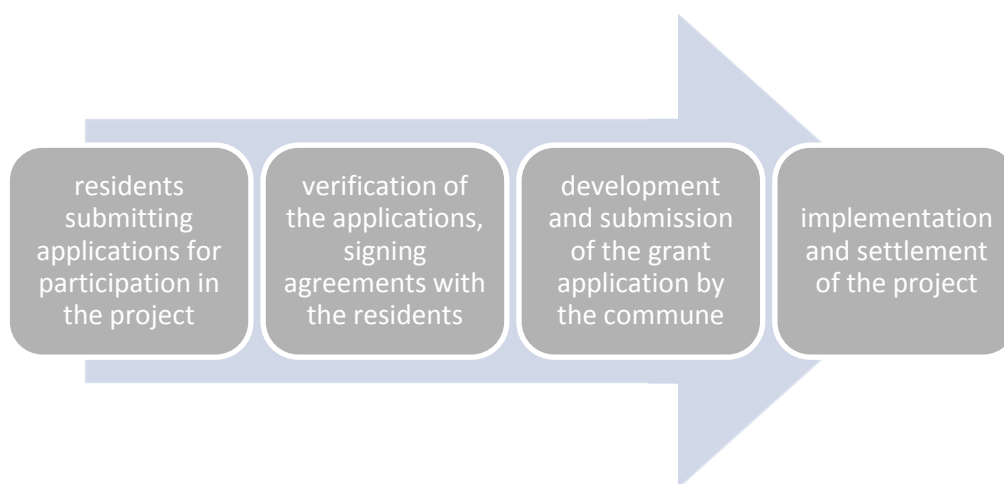 residents
submitting
applications for
participation in
the project
verification of
the applications,
signing
agreements with
the residents
development
and submission
of the grant
application by
the commune
implementation
and settlement
of the project